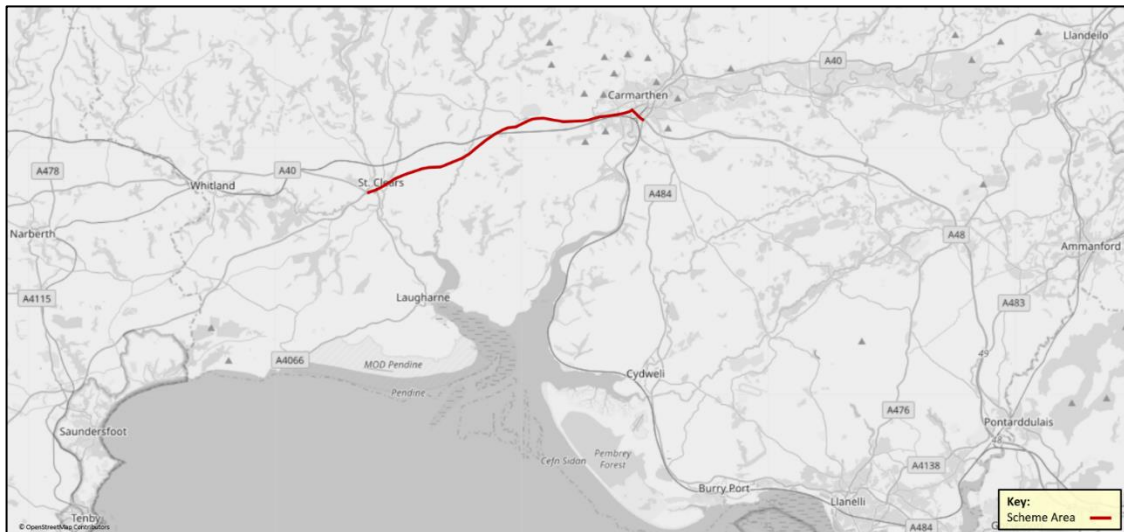 Llandeilo
A40
Carmarthen
A478
A40
St. Clears
Whitland
A484
Narberth
A48
Ammanford
A4115
Laugharne
A483
A4066
MOD Pendine
49
Pendine
Cydweli
A476
Pontarddulais
Saundersfoot
48
Cefn Sidan
Pembrey
Forest
A4138
Burry Port
Llanelli
Tenby
A484
Key:
Scheme Area
© OpenStreetMap Contributors